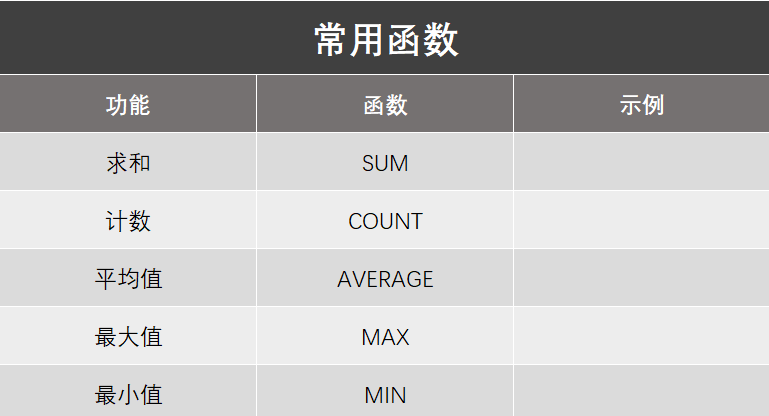 常用函数
功能 函数 示例
求和 SUM
计数 COUNT
平均值 AVERAGE
最大值 MAX
最小值 MIN